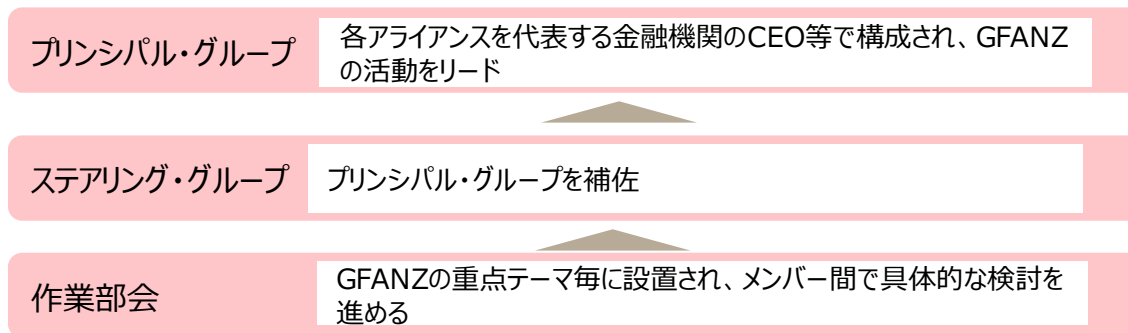 プリンシパル・グループ
各アライアンスを代表する金融機関のCEO等で構成され、GFANZ
の活動をリード
ステアリング・グループ
プリンシパル・グループを補佐
作業部会
GFANZの重点テーマ毎に設置され、メンバー間で具体的な検討を
進める